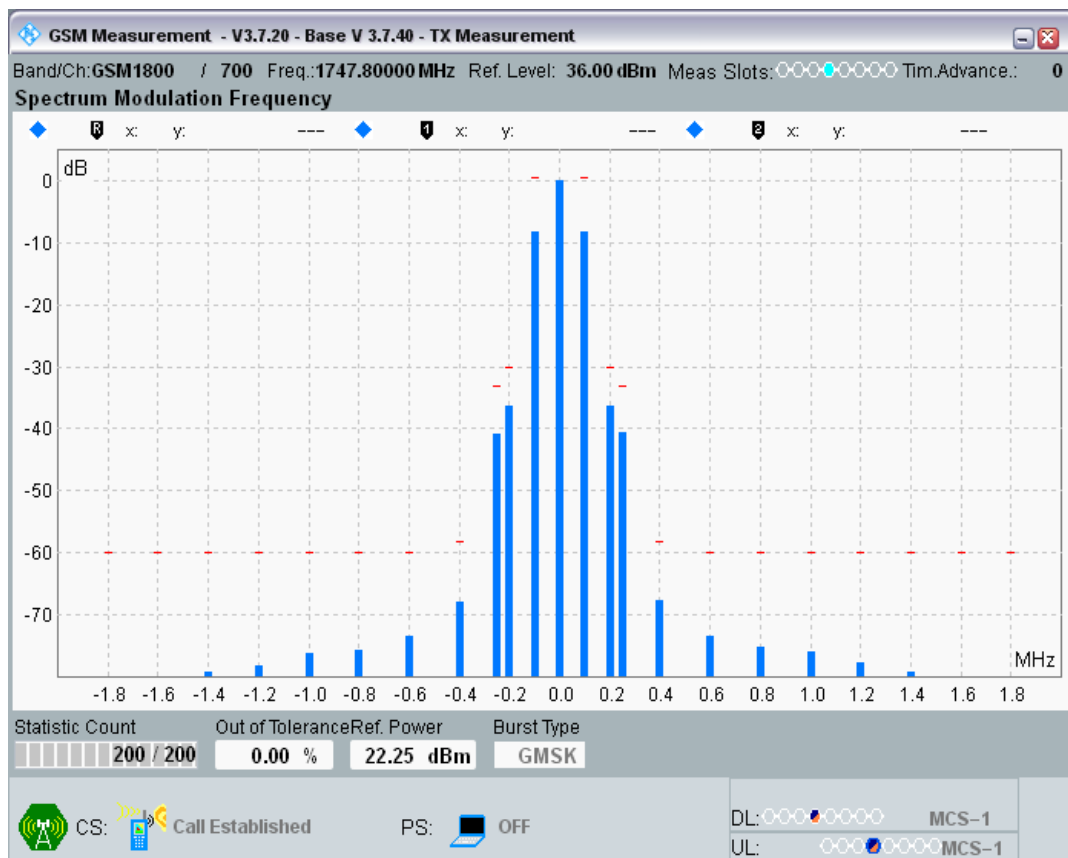 GSM Measurement - V3.7.20 - Base V 3.7.40 - TX Measurement
Band/Ch:GSM1800 / 700 Freq.:1747.80000 MHz Ref. Level: 36.00 dBm Meas Slots: Tim.Advance.: 0
Spectrum Modulation Frequency
R x: y: --- 1 x: y: --- 2 x: y: ---
dB
0
-10
-20
-30
-40
-50
-60
-70
MHz
-1.8 -1.6 -1.4 -1.2 -1.0 -0.8 -0.6 -0.4 -0.2 0.0 0.2 0.4 0.6 0.8 1.0 1.2 1.4 1.6 1.8
Statistic Count Out of Tolerance Ref. Power Burst Type
200 / 200 0.00 % 22.25 dBm GMSK
CS: Call Established PS: OFF
DL: MCS-1
UL: MCS-1